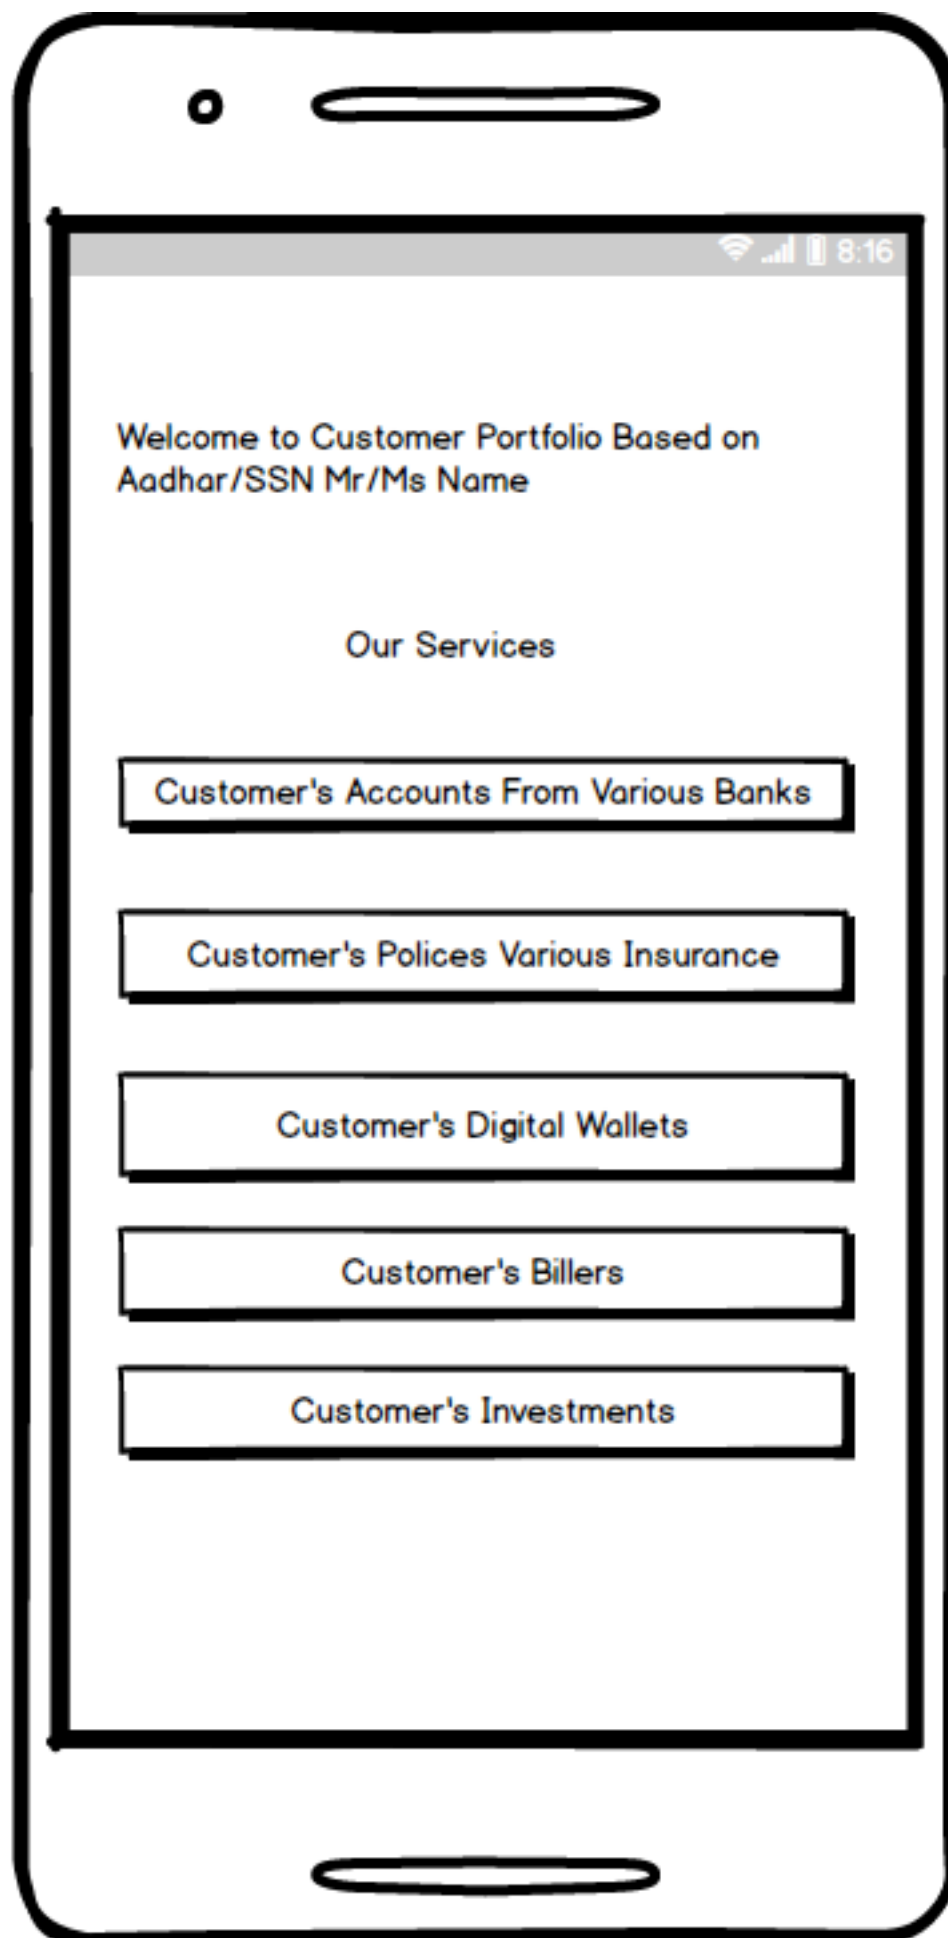 8:16
Welcome to Customer Portfolio Based on
Aadhar/SSN Mr/Ms Name
Our Services
Customer's Accounts From Various Banks
Customer's Polices Various Insurance
Customer's Digital Wallets
Customer's Billers
Customer's Investments